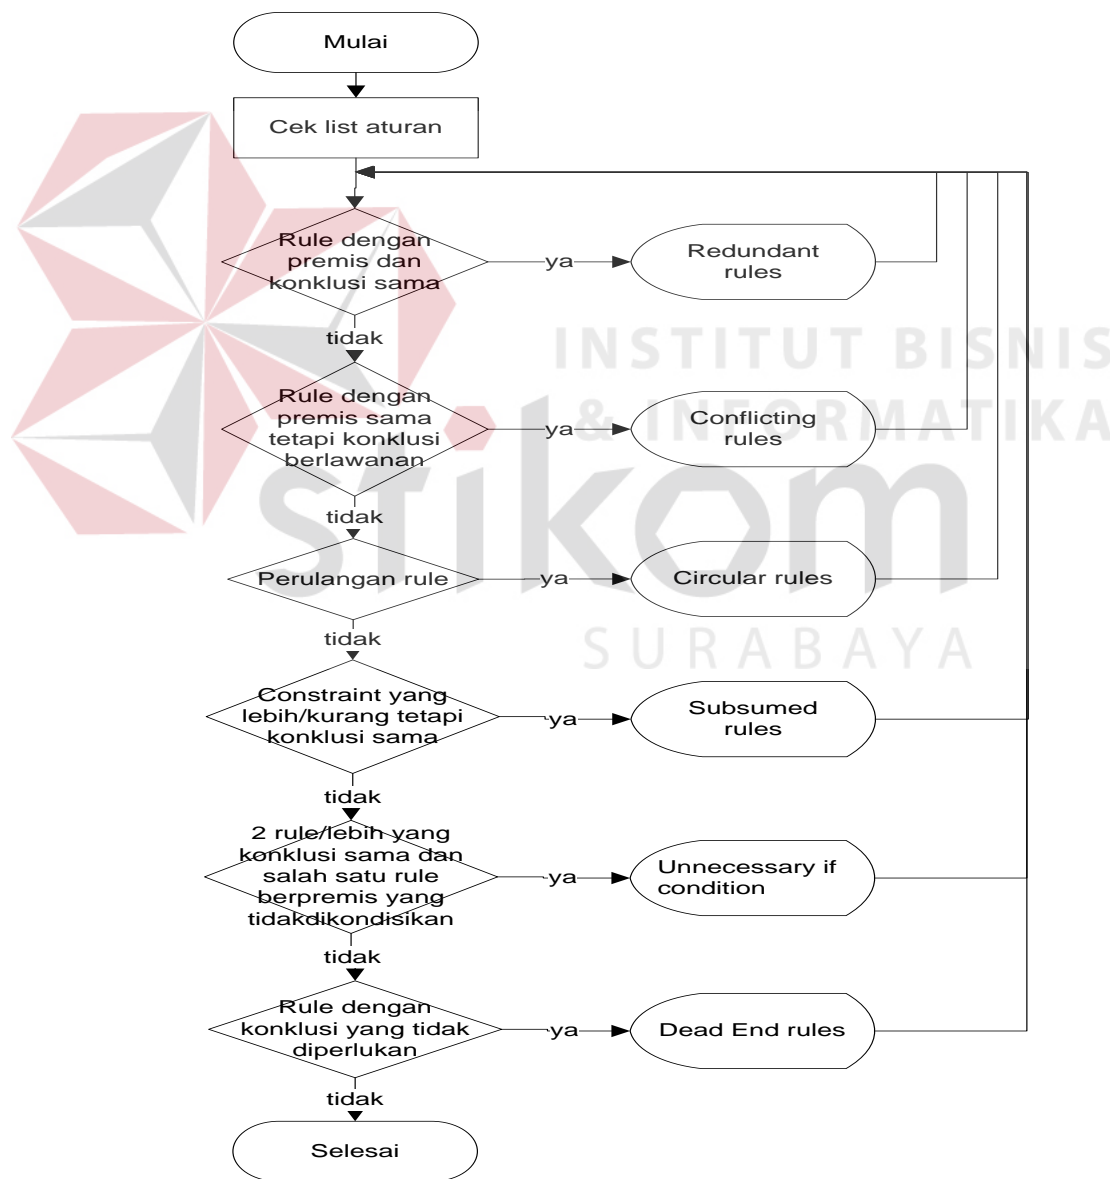 Mulai
Cek list aturan
Rule dengan
premis dan
konklusi sama
ya
Redundant
rules
tidak
INSTITUT BISNIS
& INFORMATIKA
Rule dengan
premis sama
tetapi konklusi
berlawanan
ya
Conflicting
rules
tidak
stikom
Perulangan rule
ya
Circular rules
tidak
SURABAYA
Constraint yang
lebih/kurang tetapi
konklusi sama
ya
Subsumed
rules
tidak
2 rule/lebih yang
konklusi sama dan
salah satu rule
berpremis yang
tidakdikondisikan
ya
Unnecessary if
condition
tidak
Rule dengan
konklusi yang tidak
diperlukan
ya
Dead End rules
tidak
Selesai